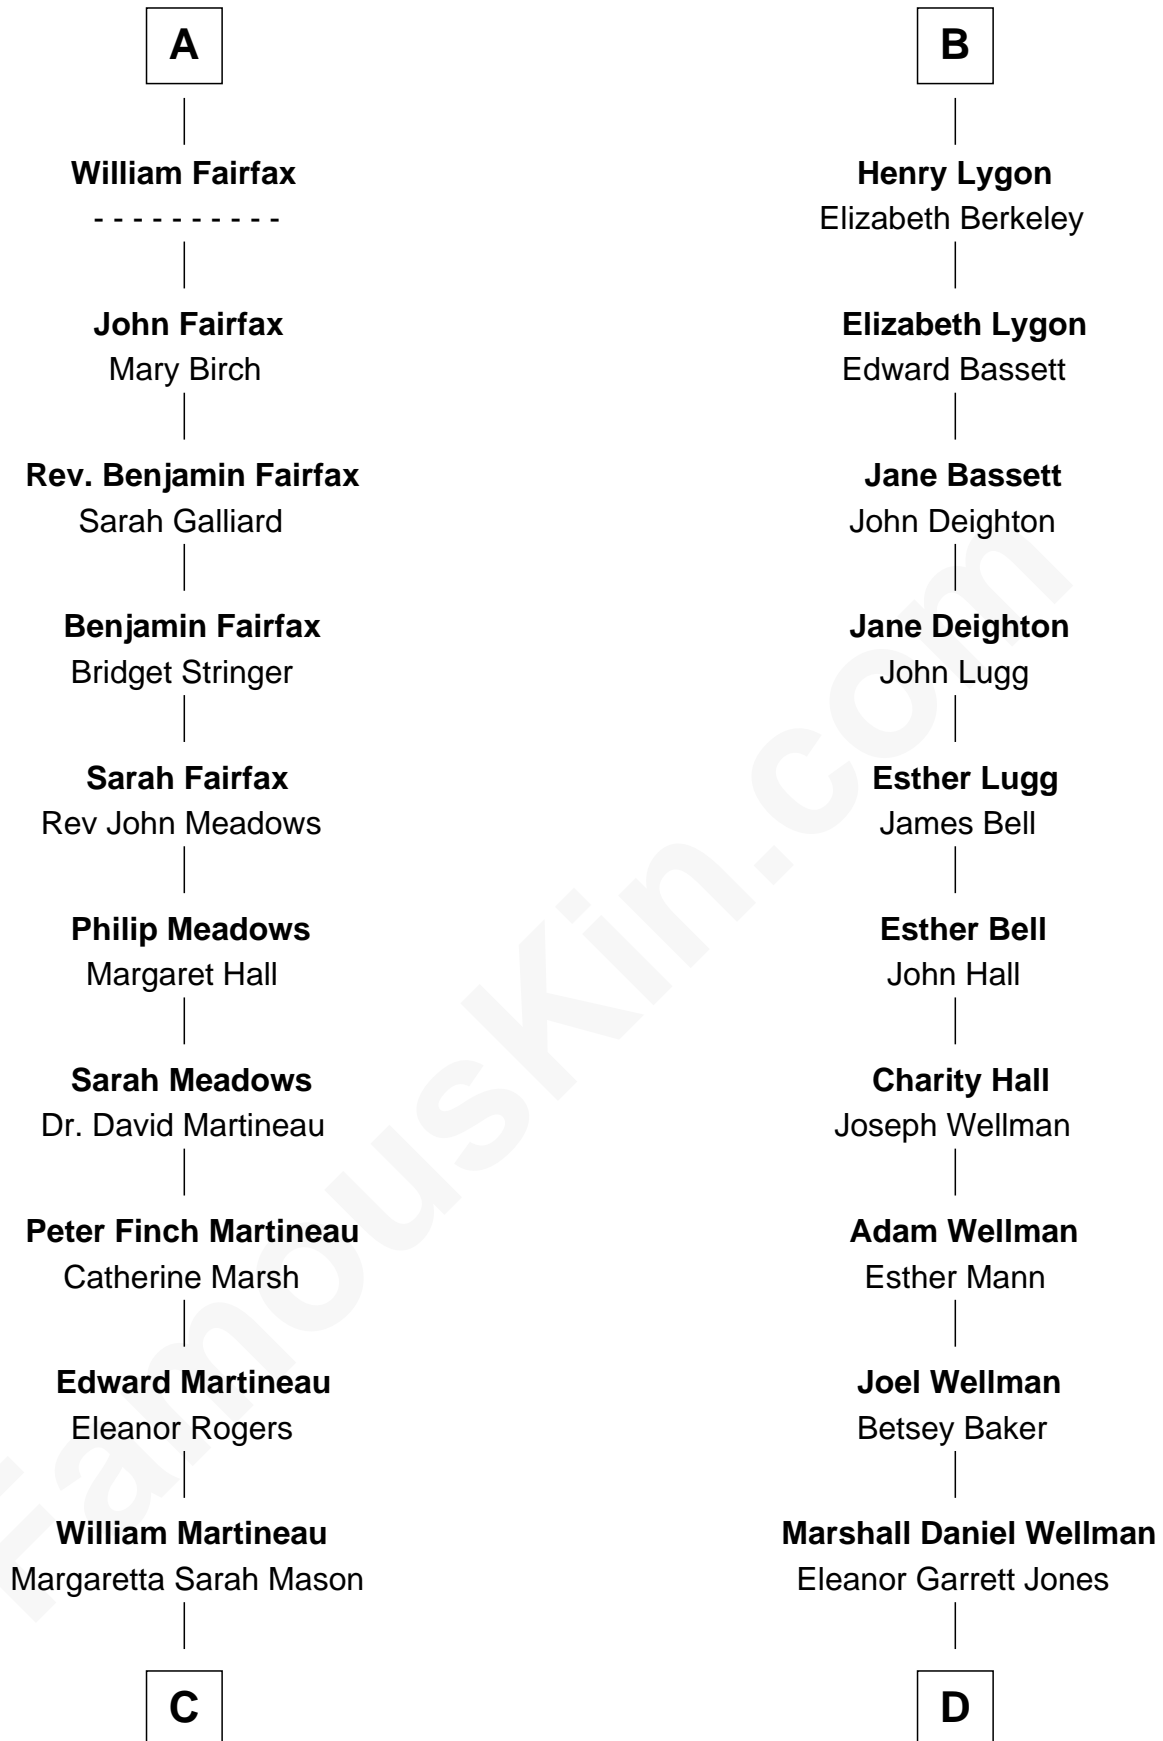 A
William Fairfax
- - - - - - - - - -
John Fairfax
Mary Birch
Rev. Benjamin Fairfax
Sarah Galliard
Benjamin Fairfax
Bridget Stringer
Sarah Fairfax
Rev John Meadows
Philip Meadows
Margaret Hall
Sarah Meadows
Dr. David Martineau
Peter Finch Martineau
Catherine Marsh
Edward Martineau
Eleanor Rogers
William Martineau
Margaretta Sarah Mason
C
B
Henry Lygon
Elizabeth Berkeley
Elizabeth Lygon
Edward Bassett
Jane Bassett
John Deighton
Jane Deighton
John Lugg
Esther Lugg
James Bell
Esther Bell
John Hall
Charity Hall
Joseph Wellman
Adam Wellman
Esther Mann
Joel Wellman
Betsey Baker
Marshall Daniel Wellman
Eleanor Garrett Jones
D
FamousKin.com